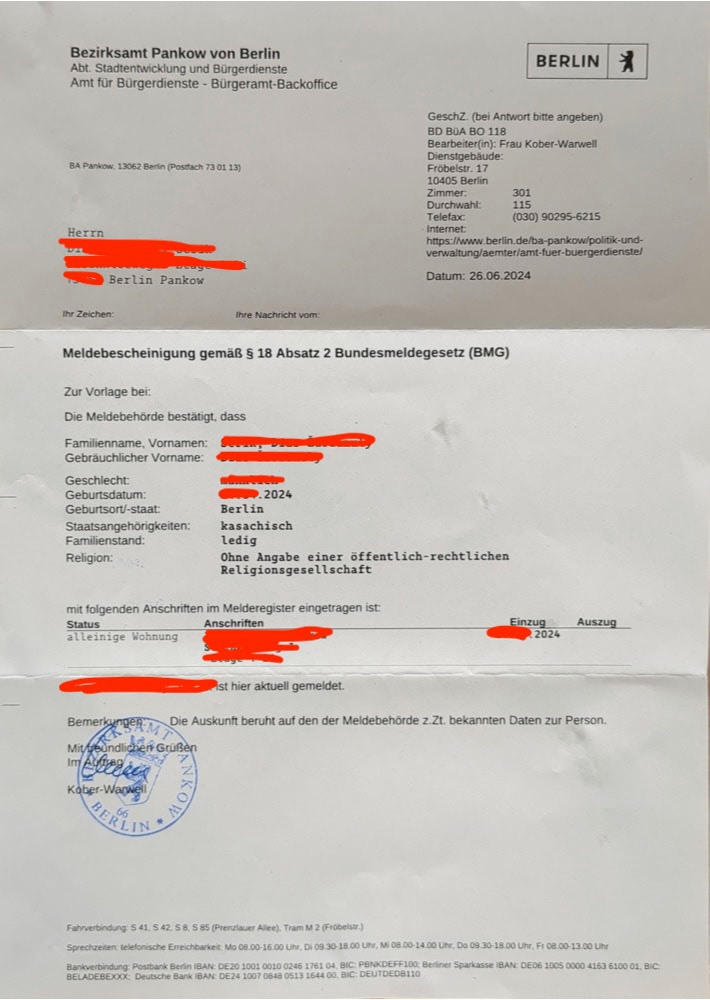 Bezirksamt Pankow von Berlin
Abt. Stadtentwicklung und Bürgerdienste
Amt für Bürgerdienste - Bürgeramt-Backoffice
BERLIN
GeschZ. (bei Antwort bitte angeben)
BD BüA BO 118
Bearbeiter(in): Frau Kober-Warwell
Dienstgebäude:
Fröbelstr. 17
10405 Berlin
Zimmer: 301
Durchwahl: 115
Telefax: (030) 90295-6215
Internet:
https://www.berlin.de/ba-pankow/politik-und-
verwaltung/aemter/amt-fuer-buergerdienste/
Datum: 26.06.2024
BA Pankow, 13062 Berlin (Postfach 73 01 13)
Herrn
Berlin Pankow
Ihr Zeichen: Ihre Nachricht vom:
Meldebescheinigung gemäß § 18 Absatz 2 Bundesmeldegesetz (BMG)
Zur Vorlage bei:
Die Meldebehörde bestätigt, dass
Familienname, Vornamen:
Gebräuchlicher Vorname:
Geschlecht:
Geburtsdatum: .2024
Geburtsort/-staat: Berlin
Staatsangehörigkeiten: kasachisch
Familienstand: ledig
Religion: Ohne Angabe einer öffentlich-rechtlichen
Religionsgesellschaft
mit folgenden Anschriften im Melderegister eingetragen ist:
Status Anschriften Einzug Auszug
alleinige Wohnung .2024
ist hier aktuell gemeldet.
Bemerkungen: Die Auskunft beruht auf den der Meldebehörde z.Zt. bekannten Daten zur Person.
Mit freundlichen Grüßen
Im Auftrag
Kober-Warwell
BEZIRKSAMT PANKOW
BERLIN
66
Fahrverbindung: S 41, S 42, S 8, S 85 (Prenzlauer Allee), Tram M 2 (Fröbelstr.)
Sprechzeiten: telefonische Erreichbarkeit: Mo 08.00-16.00 Uhr, Di 09.30-18.00 Uhr, Mi 08.00-14.00 Uhr, Do 09.30-18.00 Uhr, Fr 08.00-13.00 Uhr
Bankverbindung: Postbank Berlin IBAN: DE20 1001 0010 0246 1761 04, BIC: PBNKDEFF100; Berliner Sparkasse IBAN: DE06 1005 0000 4163 6100 01, BIC:
BELADEBEXXX; Deutsche Bank IBAN: DE24 1007 0848 0513 1644 00, BIC: DEUTDEDB110